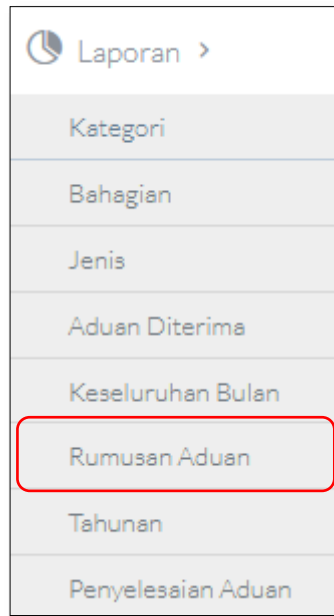 Laporan >
Kategori
Bahagian
Jenis
Aduan Diterima
Keseluruhan Bulan
Rumusan Aduan
Tahunan
Penyelesaian Aduan